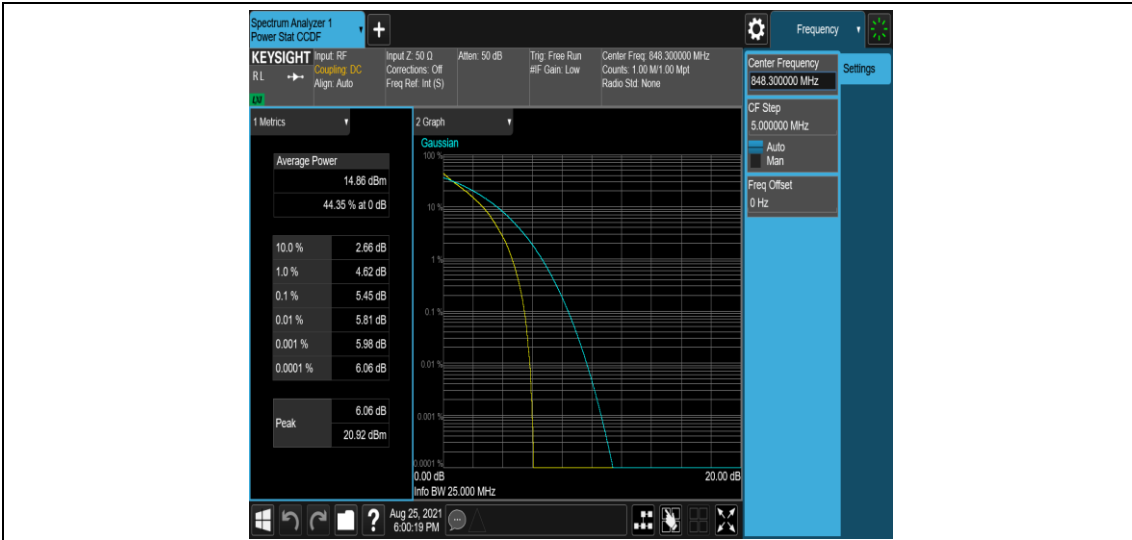 Spectrum Analyzer 1
Power Stat CCDF
+
Frequency
KEYSIGHT
RL
LXI
Input: RF
Coupling: DC
Align: Auto
Input Z: 50 Ω
Corrections: Off
Freq Ref: Int (S)
Atten: 50 dB
Trig: Free Run
#IF Gain: Low
Center Freq: 848.300000 MHz
Counts: 1.00 M/1.00 Mpt
Radio Std: None
Center Frequency
848.300000 MHz
Settings
CF Step
5.000000 MHz
Auto
Man
Freq Offset
0 Hz
1 Metrics
Average Power
14.86 dBm
44.35 % at 0 dB
10.0 % 2.66 dB
1.0 % 4.62 dB
0.1 % 5.45 dB
0.01 % 5.81 dB
0.001 % 5.98 dB
0.0001 % 6.06 dB
Peak
6.06 dB
20.92 dBm
2 Graph
Gaussian
100 %
10 %
1 %
0.1 %
0.01 %
0.001 %
0.0001 %
0.00 dB 20.00 dB
Info BW 25.000 MHz
?
Aug 25, 2021
6:00:19 PM